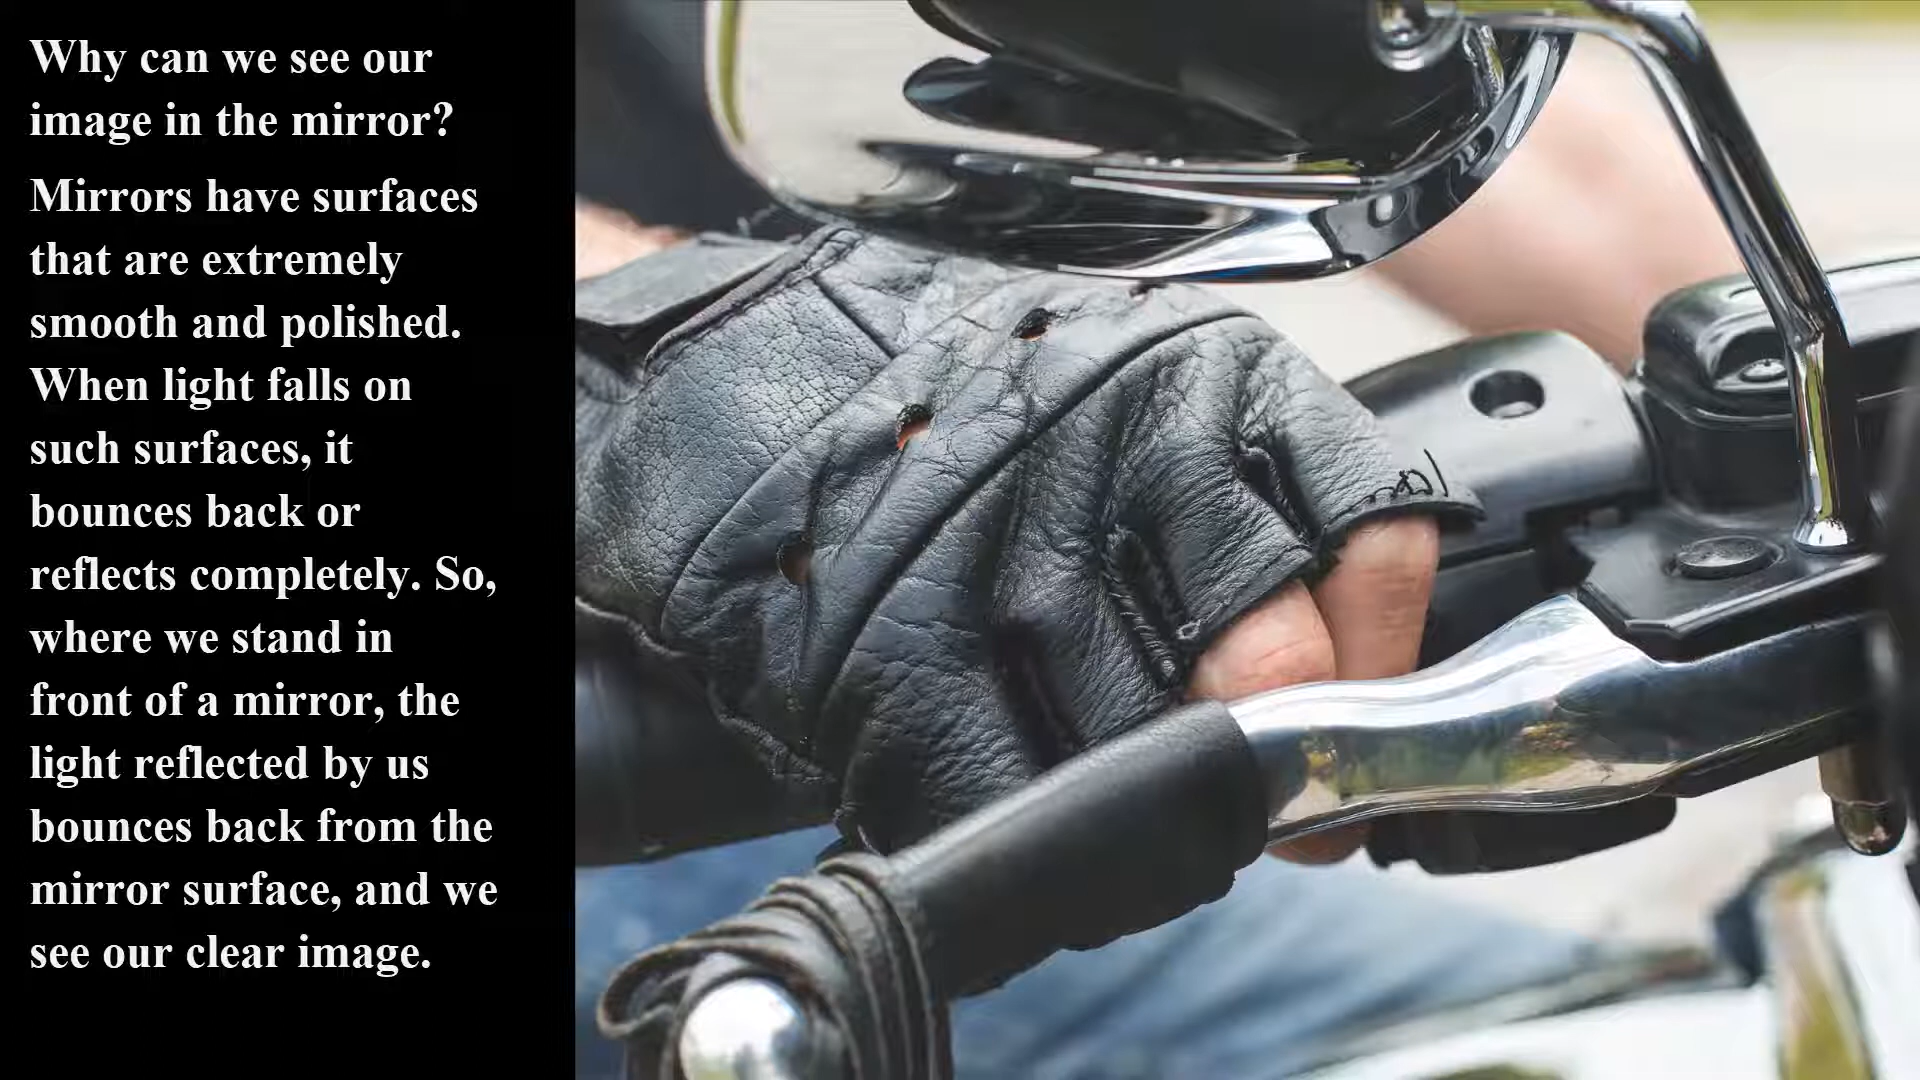 Why can we see our
image in the mirror?
Mirrors have surfaces
that are extremely
smooth and polished.
When light falls on
such surfaces, it
bounces back or
reflects completely. So,
where we stand in
front of a mirror, the
light reflected by us
bounces back from the
mirror surface, and we
see our clear image.